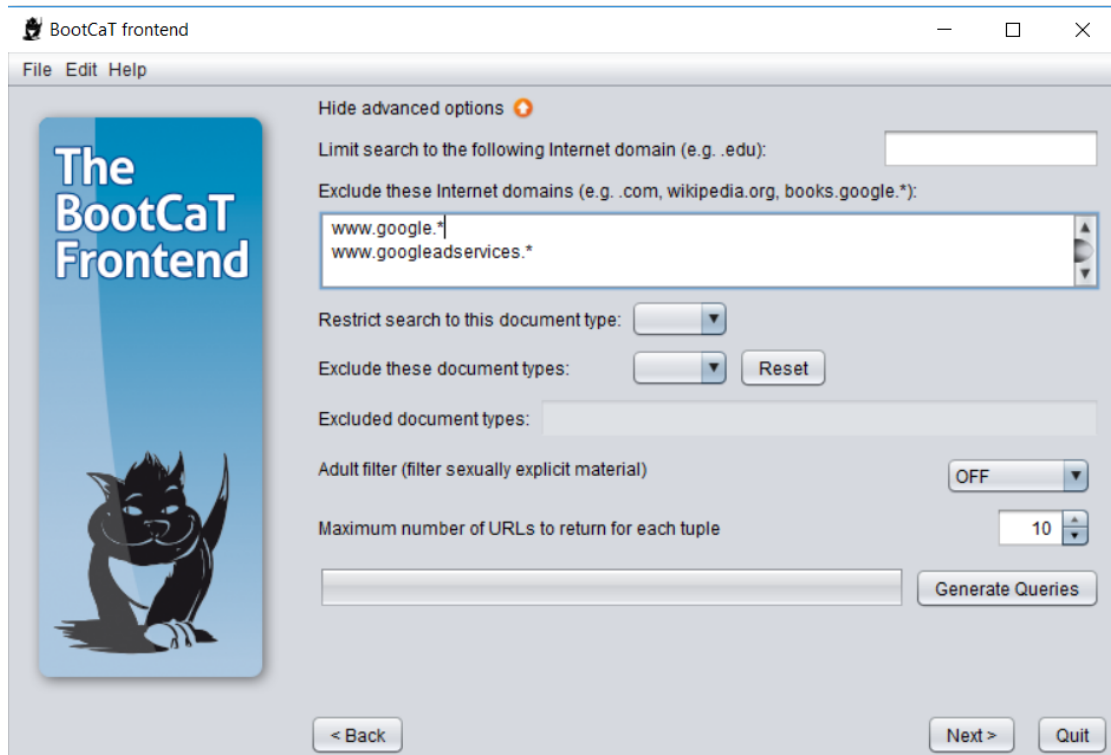 BootCaT frontend
File Edit Help
The
BootCaT
Frontend
Hide advanced options
Limit search to the following Internet domain (e.g. .edu):
Exclude these Internet domains (e.g. .com, wikipedia.org, books.google.*):
www.google.*
www.googleadservices.*
Restrict search to this document type:
Exclude these document types:
Reset
Excluded document types:
Adult filter (filter sexually explicit material)
OFF
Maximum number of URLs to return for each tuple
10
Generate Queries
< Back
Next >
Quit